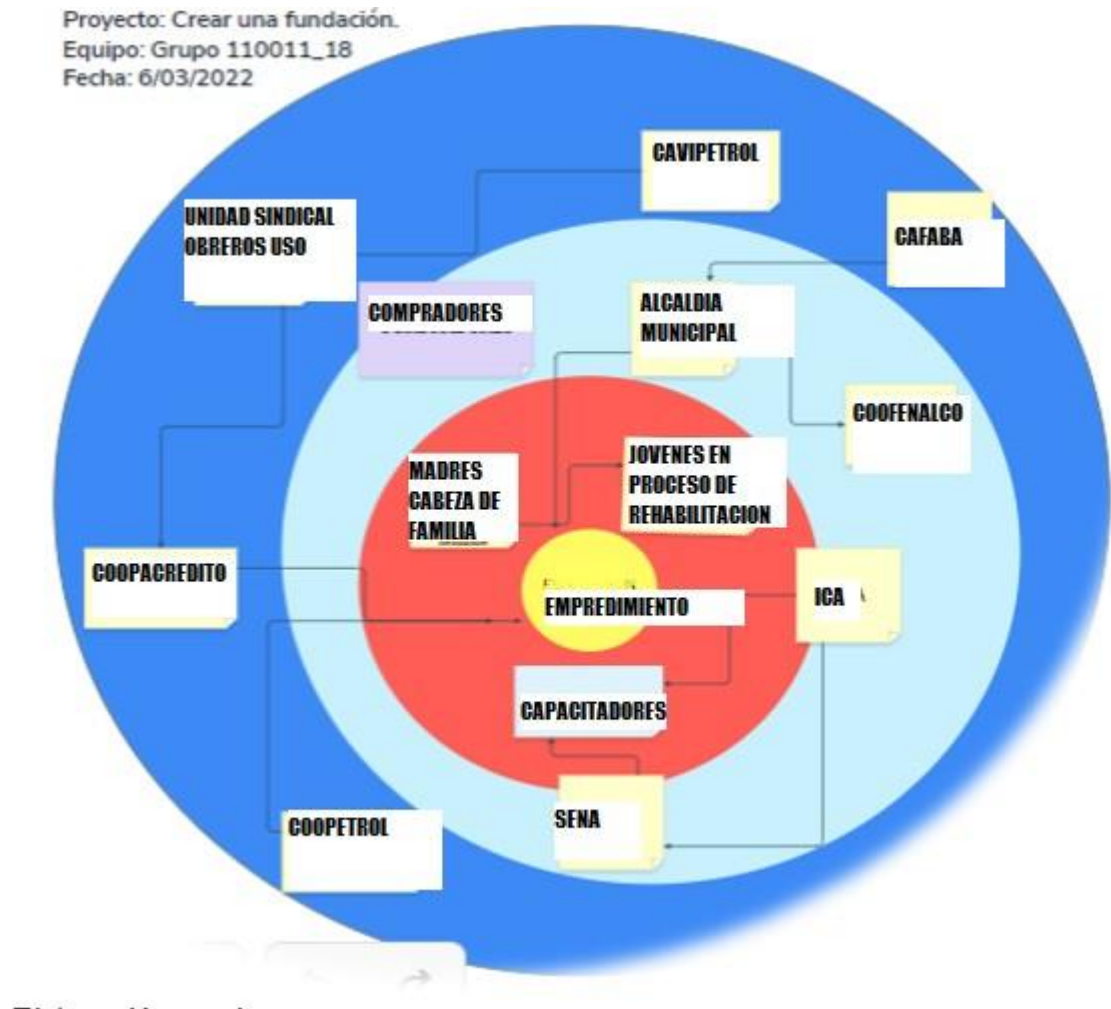 Proyecto: Crear una fundación.
Equipo: Grupo 110011_18
Fecha: 6/03/2022
CAVIPETROL
UNIDAD SINDICAL
OBREROS USO
CAFABA
COMPRADORES
ALCALDIA
MUNICIPAL
COOFENALCO
MADRES
CABEZA DE
FAMILIA
JOVENES EN
PROCESO DE
REHABILITACION
COOPACREDITO
EMPREDIMIENTO
ICA
CAPACITADORES
SENA
COOPETROL